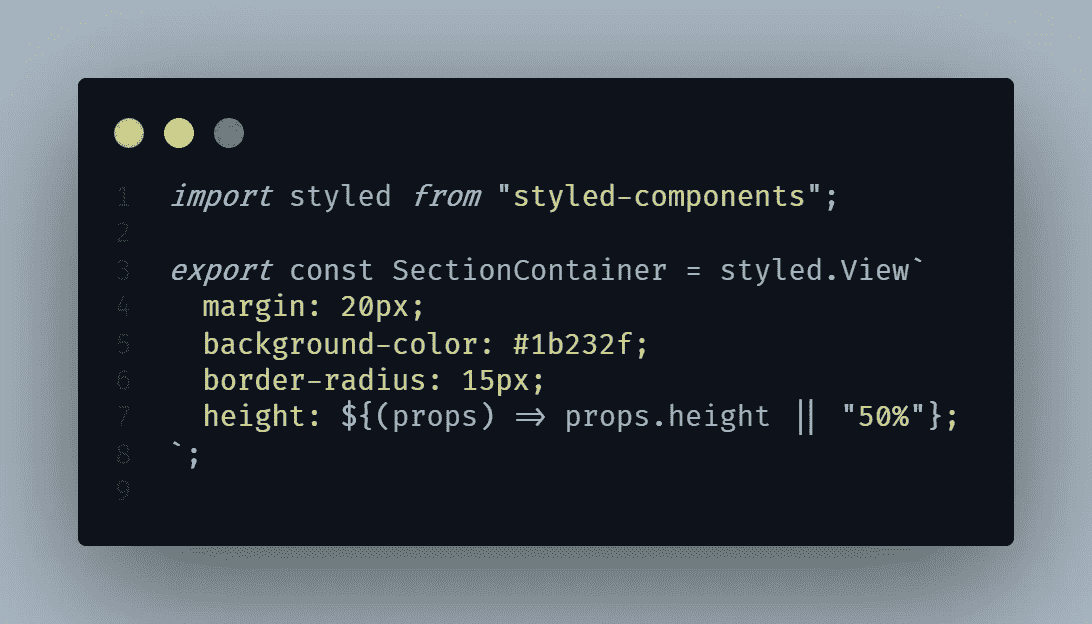 1 import styled from "styled-components";
2
3 export const SectionContainer = styled.View`
4   margin: 20px;
5   background-color: #1b232f;
6   border-radius: 15px;
7   height: ${(props) => props.height || "50%"};
8 `;
9